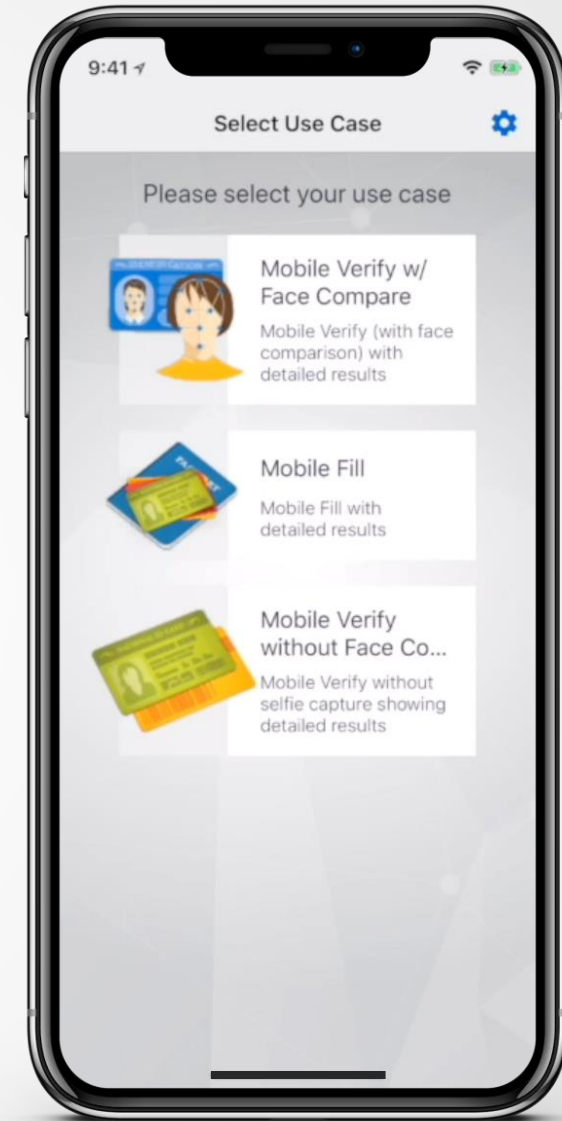 9:41
Select Use Case
Please select your use case
Mobile Verify w/
Face Compare
Mobile Verify (with face
comparison) with
detailed results
Mobile Fill
Mobile Fill with
detailed results
Mobile Verify
without Face Co...
Mobile Verify without
selfie capture showing
detailed results